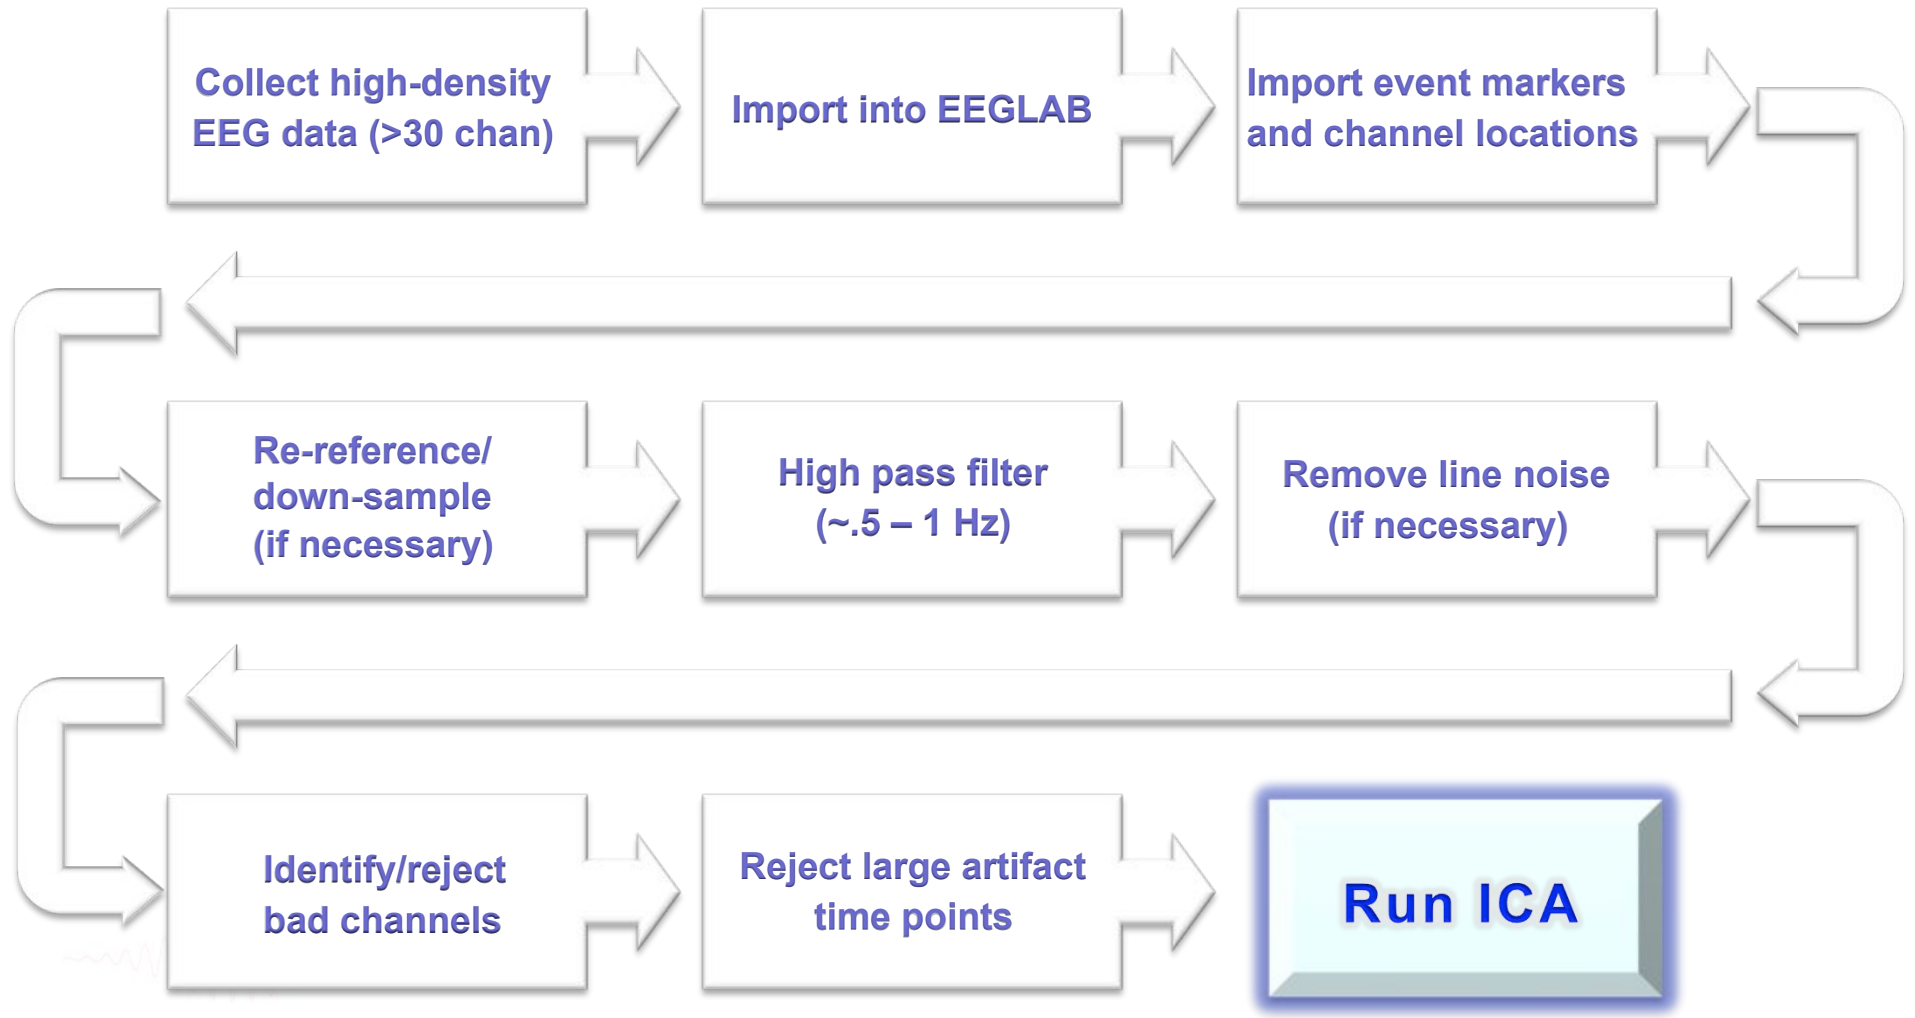 Collect high-density
EEG data (>30 chan)
Import into EEGLAB
Import event markers
and channel locations
Re-reference/
down-sample
(if necessary)
High pass filter
(~.5 – 1 Hz)
Remove line noise
(if necessary)
Identify/reject
bad channels
Reject large artifact
time points
Run ICA